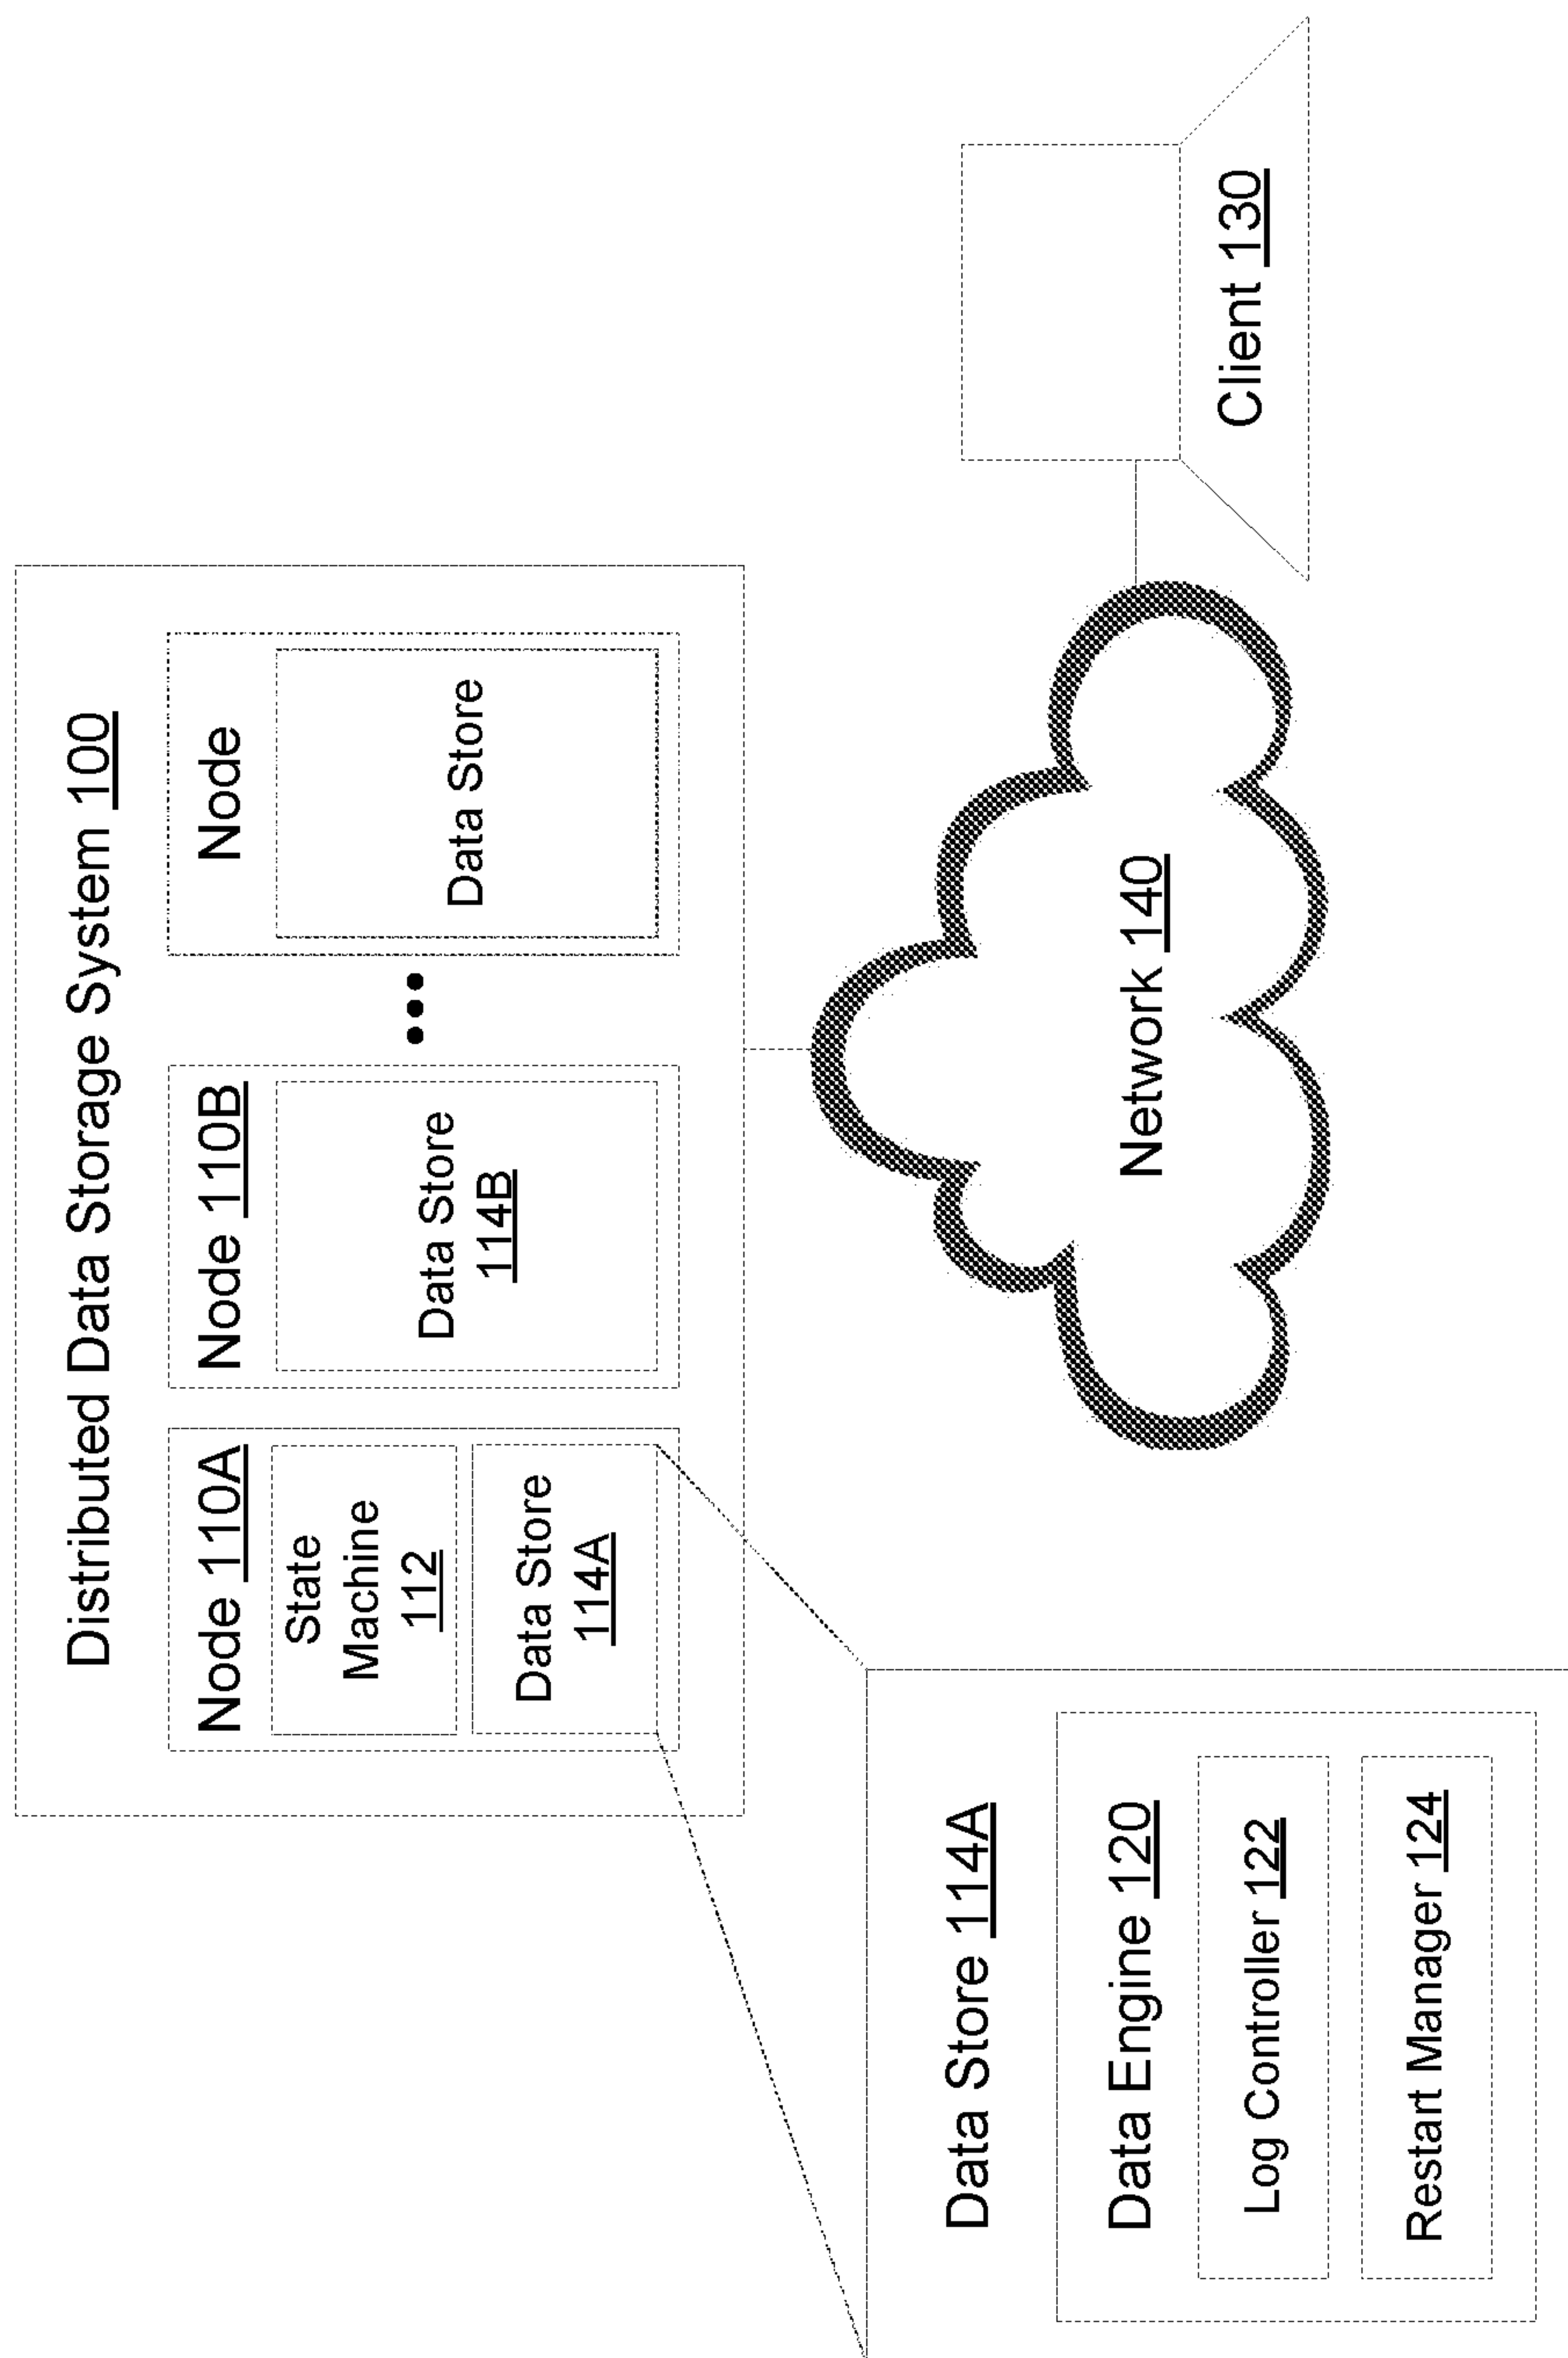 Distributed Data Storage System 100
Node 110A
State
Machine
112
Data Store
114A
Node 110B
Data Store
114B
Node
Data Store
Data Store 114A
Data Engine 120
Log Controller 122
Restart Manager 124
Network 140
Client 130